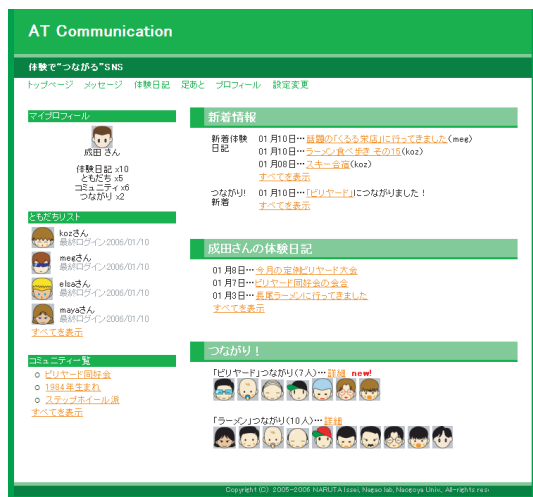 AT Communication
体験で"つながる"SNS
トップページ メッセージ 体験日記 足あと プロフィール 設定変更
マイプロフィール
成田 さん
体験日記 x10
ともだち x5
コミュニティ x6
つながり x2
ともだちリスト
kozさん
最終ログイン2006/01/10
megさん
最終ログイン2006/01/10
elsaさん
最終ログイン2006/01/10
mayaさん
最終ログイン2006/01/10
すべてを表示
コミュニティ一覧
ビリヤード同好会
1984年生まれ
ステップホイール派
すべてを表示
新着情報
新着体験日記
01月10日…話題の「くるる栄店」に行ってきました(meg)
01月10日…ラーメン食べ歩き その15(koz)
01月08日…スキー合宿(koz)
すべてを表示
つながり!新着
01月10日…「ビリヤード」につながりました！
すべてを表示
成田さんの体験日記
01月8日…今月の定例ビリヤード大会
01月7日…ビリヤード同好会の会合
01月3日…長尾ラーメンに行ってきました
すべてを表示
つながり！
「ビリヤード」つながり(7人)…詳細 new!
「ラーメン」つながり(10人)…詳細
Copyright (C) 2005-2006 NARUTA Issei, Nagao lab, Nagoya Univ., All-rights res